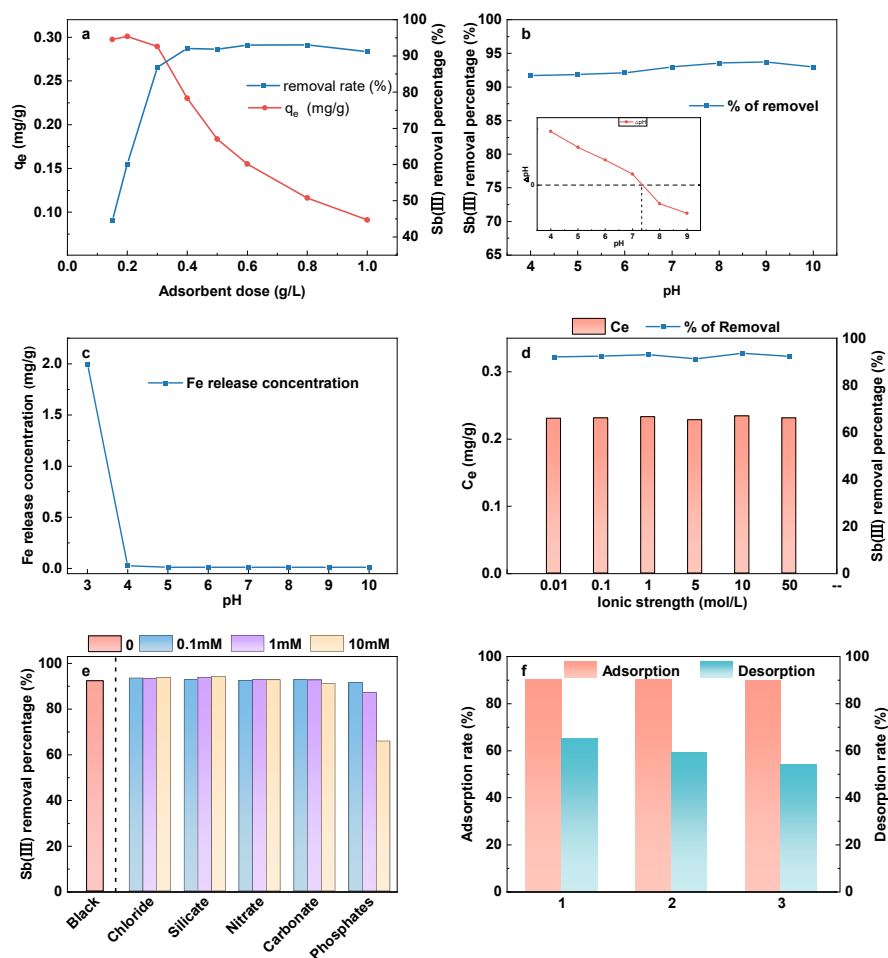 a
removal rate (%)
qe (mg/g)
0.30
0.25
0.20
0.15
0.10
qe mg/g
100
90
80
70
60
50
40
Sb(Ⅲ) removal percentage (%)
0.0 0.2 0.4 0.6 0.8 1.0
Adsorbent dose (g/L)
b
% of removel
100
95
90
85
80
75
70
65
Sb(Ⅲ) removal percentage (%)
ΔpH
ΔpH
0
4 5 6 7 8 9
pH
4 5 6 7 8 9 10
pH
c
Fe release concentration
2.0
1.5
1.0
0.5
0.0
Fe release concentration (mg/g)
3 4 5 6 7 8 9 10
pH
Ce % of Removal
d
0.3
0.2
0.1
0.0
Ce (mg/g)
100
80
60
40
20
0
Sb(Ⅲ) removal percentage (%)
0.01 0.1 1 5 10 50 --
Ionic strength (mol/L)
0 0.1mM 1mM 10mM
e
100
80
60
40
20
0
Sb(Ⅲ) removal percentage (%)
Black
Chloride
Silicate
Nitrate
Carbonate
Phosphates
f
Adsorption Desorption
100
80
60
40
20
0
Adsorption rate (%)
100
80
60
40
20
0
Desorption rate (%)
1 2 3